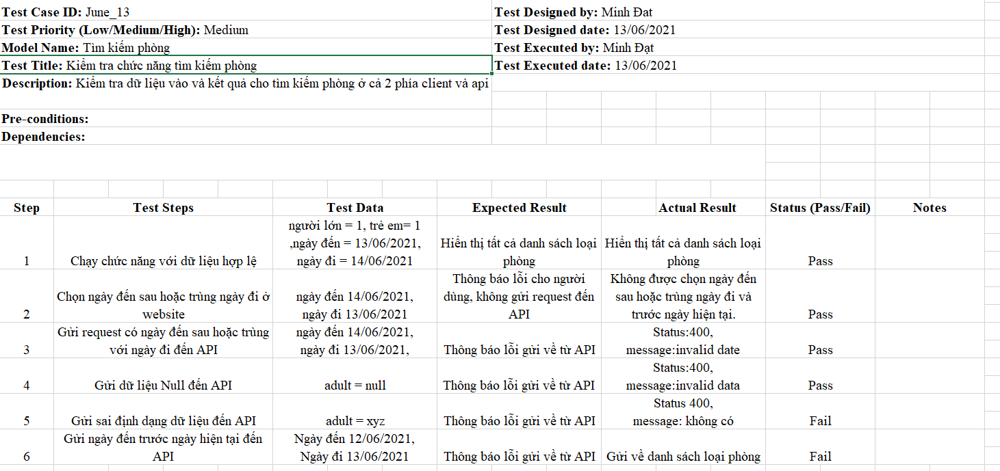 Test Case ID: June_13
Test Designed by: Minh Đat
Test Priority (Low/Medium/High): Medium
Test Designed date: 13/06/2021
Model Name: Tìm kiếm phòng
Test Executed by: Minh Đạt
Test Title: Kiểm tra chức năng tìm kiếm phòng
Test Executed date: 13/06/2021
Description: Kiểm tra dữ liệu vào và kết quả cho tìm kiếm phòng ở cả 2 phía client và api
Pre-conditions:
Dependencies:
Step
Test Steps
Test Data
Expected Result
Actual Result
Status (Pass/Fail)
Notes
1
Chạy chức năng với dữ liệu hợp lệ
người lớn = 1, trẻ em= 1
,ngày đến = 13/06/2021,
ngày đi = 14/06/2021
Hiển thị tất cả danh sách loại
phòng
Hiển thị tất cả danh sách loại
phòng
Pass
2
Chọn ngày đến sau hoặc trùng ngày đi ở
website
ngày đến 14/06/2021,
ngày đi 13/06/2021
Thông báo lỗi cho người
dùng, không gửi request đến
API
Không được chọn ngày đến
sau hoặc trùng ngày đi và
trước ngày hiện tại.
Pass
3
Gửi request có ngày đến sau hoặc trùng
với ngày đi đến API
ngày đến 14/06/2021,
ngày đi 13/06/2021,
Thông báo lỗi gửi về từ API
Status:400,
message:invalid date
Pass
4
Gửi dữ liệu Null đến API
adult = null
Thông báo lỗi gửi về từ API
Status:400,
message:invalid data
Pass
5
Gửi sai định dạng dữ liệu đến API
adult = xyz
Thông báo lỗi gửi về từ API
Status 400,
message: không có
Fail
6
Gửi ngày đến trước ngày hiện tại đến
API
Ngày đến 12/06/2021,
Ngày đi 13/06/2021
Thông báo lỗi gửi về từ API
Gửi về danh sách loại phòng
Fail